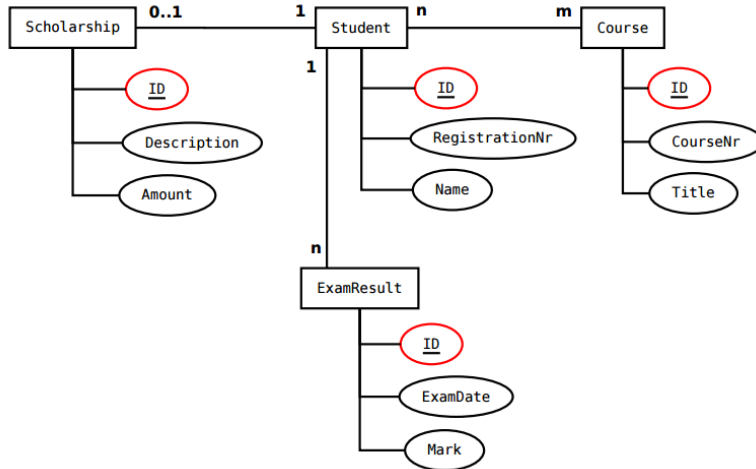 0..1 1 n m
Scholarship Student Course
1
ID ID ID
Description RegistrationNr CourseNr
Amount Name Title
n
ExamResult
ID
ExamDate
Mark